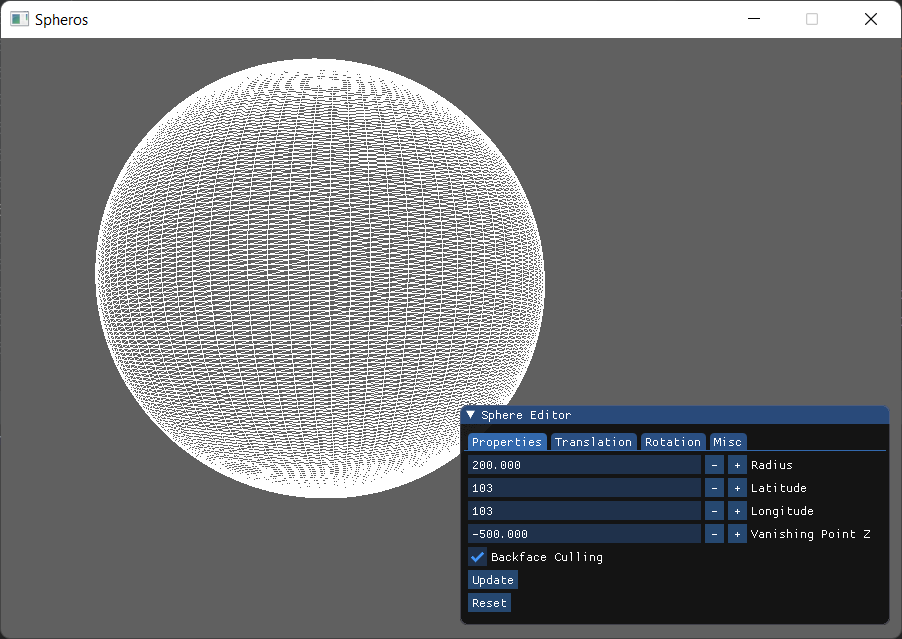 Spheros
Sphere Editor
Properties Translation Rotation Misc
200.000 - + Radius
103 - + Latitude
103 - + Longitude
-500.000 - + Vanishing Point Z
Backface Culling
Update
Reset